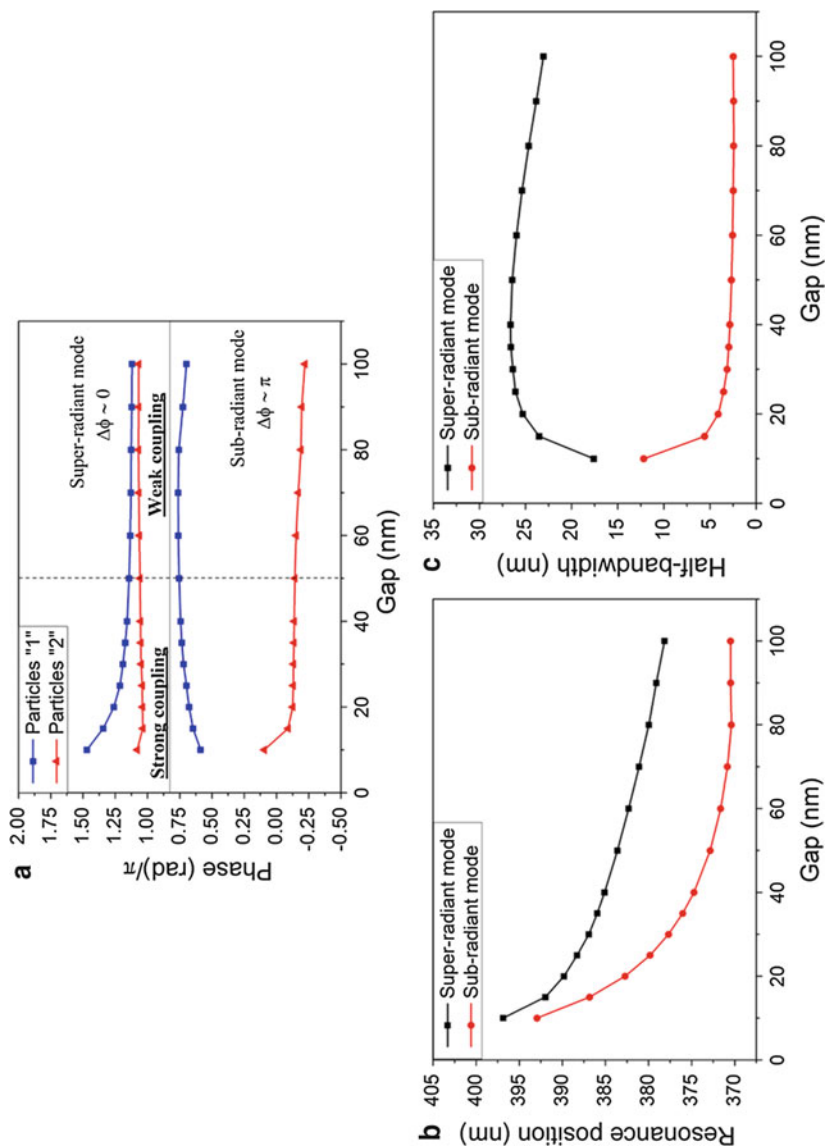 a
Phase (rad)/π
2.00
1.75
1.50
1.25
1.00
0.75
0.50
0.25
0.00
-0.25
-0.50
Particles "1"
Particles "2"
Super-radiant mode
Δϕ ~ 0
Strong coupling
Weak coupling
Sub-radiant mode
Δϕ ~ π
0
20
40
60
80
100
Gap (nm)
b
Resonance position (nm)
405
400
395
390
385
380
375
370
Super-radiant mode
Sub-radiant mode
0
20
40
60
80
100
Gap (nm)
c
Half-bandwidth (nm)
35
30
25
20
15
10
5
0
Super-radiant mode
Sub-radiant mode
0
20
40
60
80
100
Gap (nm)